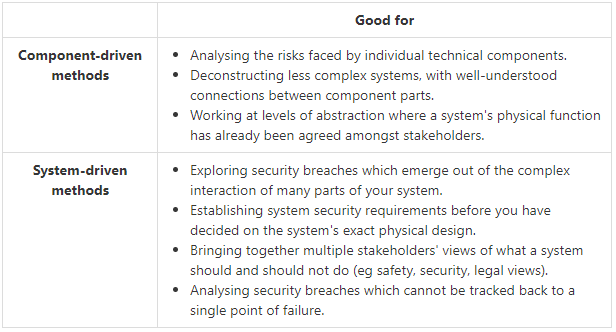 Good for
Component-driven
methods
• Analysing the risks faced by individual technical components.
• Deconstructing less complex systems, with well-understood
connections between component parts.
• Working at levels of abstraction where a system's physical function
has already been agreed amongst stakeholders.
System-driven
methods
• Exploring security breaches which emerge out of the complex
interaction of many parts of your system.
• Establishing system security requirements before you have
decided on the system's exact physical design.
• Bringing together multiple stakeholders' views of what a system
should and should not do (eg safety, security, legal views).
• Analysing security breaches which cannot be tracked back to a
single point of failure.